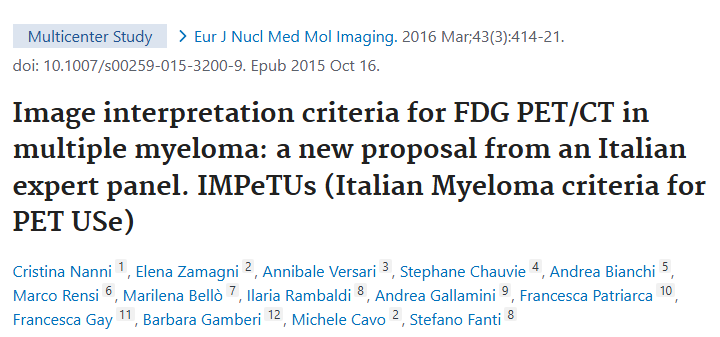 Multicenter Study > Eur J Nucl Med Mol Imaging. 2016 Mar;43(3):414-21.
doi: 10.1007/s00259-015-3200-9. Epub 2015 Oct 16.
Image interpretation criteria for FDG PET/CT in
multiple myeloma: a new proposal from an Italian
expert panel. IMPeTUs (Italian Myeloma criteria for
PET USe)
Cristina Nanni 1, Elena Zamagni 2, Annibale Versari 3, Stephane Chauvie 4, Andrea Bianchi 5,
Marco Rensi 6, Marilena Bellò 7, Ilaria Rambaldi 8, Andrea Gallamini 9, Francesca Patriarca 10,
Francesca Gay 11, Barbara Gamberi 12, Michele Cavo 2, Stefano Fanti 8